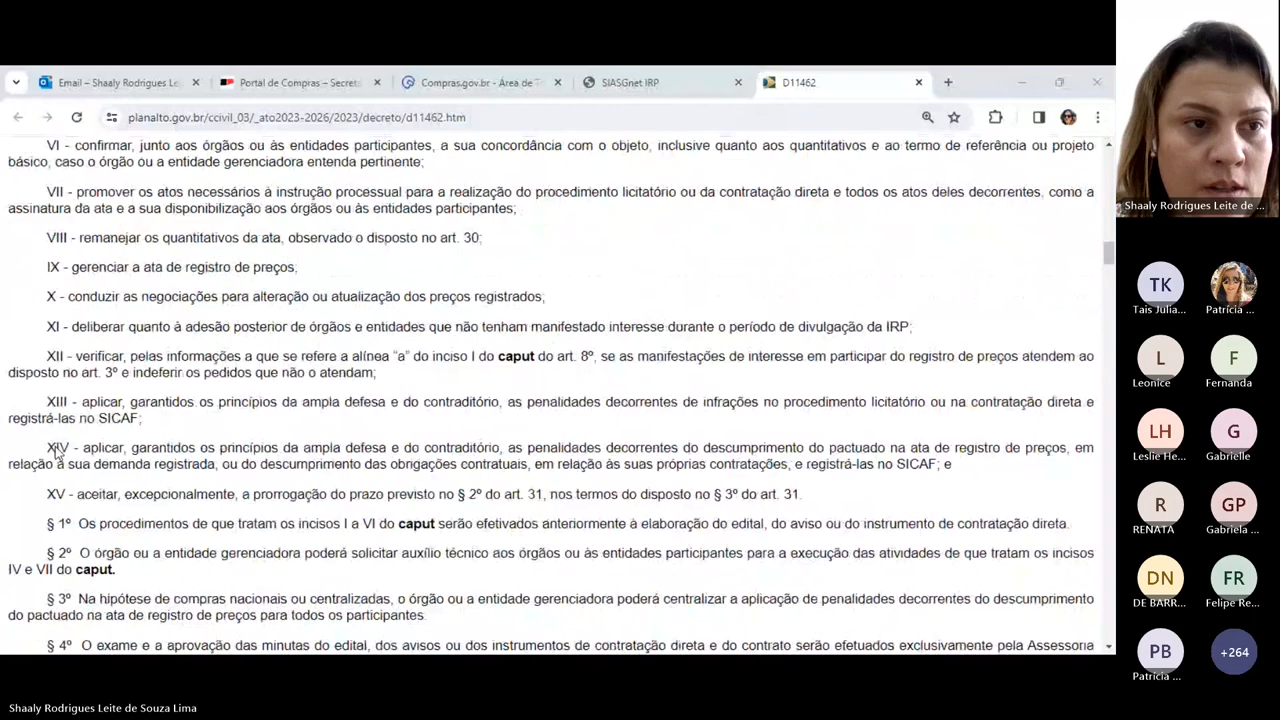 Email – Shaaly Rodrigues Le
Portal de Compras – Secret
Compras.gov.br - Área de T
SIASGnet IRP
D11462
planalto.gov.br/ccivil_03/_ato2023-2026/2023/decreto/d11462.htm
VI - confirmar, junto aos órgãos ou às entidades participantes, a sua concordância com o objeto, inclusive quanto aos quantitativos e ao termo de referência ou projeto
básico, caso o órgão ou a entidade gerenciadora entenda pertinente;
VII - promover os atos necessários à instrução processual para a realização do procedimento licitatório ou da contratação direta e todos os atos deles decorrentes, como a
assinatura da ata e a sua disponibilização aos órgãos ou às entidades participantes;
VIII - remanejar os quantitativos da ata, observado o disposto no art. 30;
IX - gerenciar a ata de registro de preços;
X - conduzir as negociações para alteração ou atualização dos preços registrados;
XI - deliberar quanto à adesão posterior de órgãos e entidades que não tenham manifestado interesse durante o período de divulgação da IRP;
XII - verificar, pelas informações a que se refere a alínea “a” do inciso I do caput do art. 8º, se as manifestações de interesse em participar do registro de preços atendem ao
disposto no art. 3º e indeferir os pedidos que não o atendam;
XIII - aplicar, garantidos os princípios da ampla defesa e do contraditório, as penalidades decorrentes de infrações no procedimento licitatório ou na contratação direta e
registrá-las no SICAF;
XIV - aplicar, garantidos os princípios da ampla defesa e do contraditório, as penalidades decorrentes do descumprimento do pactuado na ata de registro de preços, em
relação à sua demanda registrada, ou do descumprimento das obrigações contratuais, em relação às suas próprias contratações, e registrá-las no SICAF; e
XV - aceitar, excepcionalmente, a prorrogação do prazo previsto no § 2º do art. 31, nos termos do disposto no § 3º do art. 31.
§ 1º Os procedimentos de que tratam os incisos I a VI do caput serão efetivados anteriormente à elaboração do edital, do aviso ou do instrumento de contratação direta.
§ 2º O órgão ou a entidade gerenciadora poderá solicitar auxílio técnico aos órgãos ou às entidades participantes para a execução das atividades de que tratam os incisos
IV e VII do caput.
§ 3º Na hipótese de compras nacionais ou centralizadas, o órgão ou a entidade gerenciadora poderá centralizar a aplicação de penalidades decorrentes do descumprimento
do pactuado na ata de registro de preços para todos os participantes.
§ 4º O exame e a aprovação das minutas do edital, dos avisos ou dos instrumentos de contratação direta e do contrato serão efetuados exclusivamente pela Assessoria
Shaaly Rodrigues Leite de ...
TK
Tais Julia...
Patrícia ...
L
Leonice
F
Fernanda
LH
Leslie He...
G
Gabrielle
R
RENATA
GP
Gabriela ...
DN
DE BARR...
FR
Felipe Re...
PB
Patricia ...
+264
Shaaly Rodrigues Leite de Souza Lima